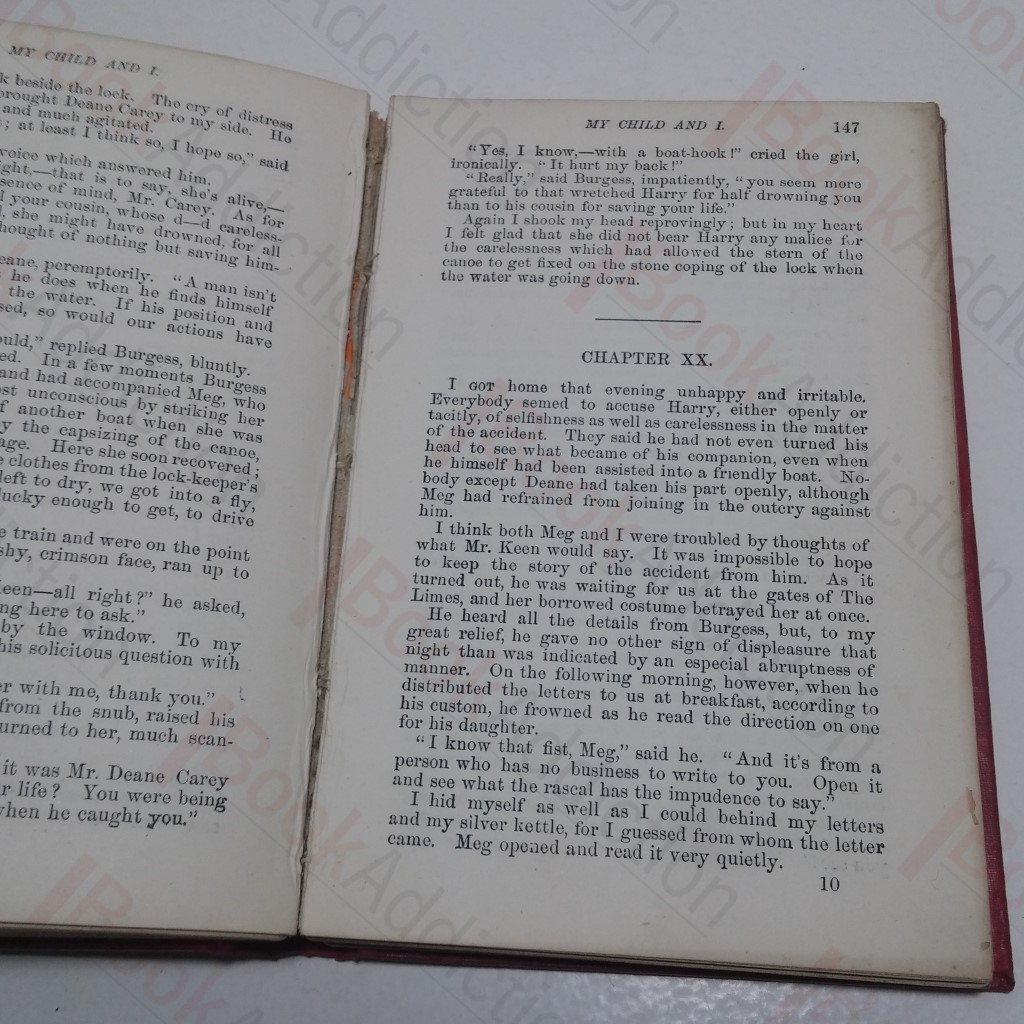 MY CHILD AND I.
k beside the lock. The cry of distress
brought Deane Carey to my side. He
and much agitated.
; at least I think so, I hope so," said
voice which answered him.
ight,—that is to say, she's alive,—
sence of mind, Mr. Carey. As for
l your cousin, whose d—d careless-
l, she might have drowned, for all
hought of nothing but saving him-
eane, peremptorily. "A man isn't
he does when he finds himself
the water. If his position and
sed, so would our actions have
ould," replied Burgess, bluntly.
ed. In a few moments Burgess
and had accompanied Meg, who
ost unconscious by striking her
f another boat when she was
y the capsizing of the canoe,
age. Here she soon recovered;
e clothes from the lock-keeper's
left to dry, we got into a fly,
lucky enough to get, to drive
e train and were on the point
shy, crimson face, ran up to
Keen—all right?" he asked,
ng here to ask."
by the window. To my
his solicitous question with
er with me, thank you."
from the snub, raised his
urned to her, much scan-
it was Mr. Deane Carey
r life? You were being
when he caught you."
MY CHILD AND I. 147
"Yes, I know,—with a boat-hook!" cried the girl,
ironically. "It hurt my back!"
"Really," said Burgess, impatiently, "you seem more
grateful to that wretched Harry for half drowning you
than to his cousin for saving your life."
Again I shook my head reprovingly; but in my heart
I felt glad that she did not bear Harry any malice for
the carelessness which had allowed the stern of the
canoe to get fixed on the stone coping of the lock when
the water was going down.
CHAPTER XX.
I GOT home that evening unhappy and irritable.
Everybody semed to accuse Harry, either openly or
tacitly, of selfishness as well as carelessness in the matter
of the accident. They said he had not even turned his
head to see what became of his companion, even when
he himself had been assisted into a friendly boat. No-
body except Deane had taken his part openly, although
Meg had refrained from joining in the outcry against
him.
I think both Meg and I were troubled by thoughts of
what Mr. Keen would say. It was impossible to hope
to keep the story of the accident from him. As it
turned out, he was waiting for us at the gates of The
Limes, and her borrowed costume betrayed her at once.
He heard all the details from Burgess, but, to my
great relief, he gave no other sign of displeasure that
night than was indicated by an especial abruptness of
manner. On the following morning, however, when he
distributed the letters to us at breakfast, according to
his custom, he frowned as he read the direction on one
for his daughter.
"I know that fist, Meg," said he. "And it's from a
person who has no business to write to you. Open it
and see what the rascal has the impudence to say."
I hid myself as well as I could behind my letters
and my silver kettle, for I guessed from whom the letter
came. Meg opened and read it very quietly.
10